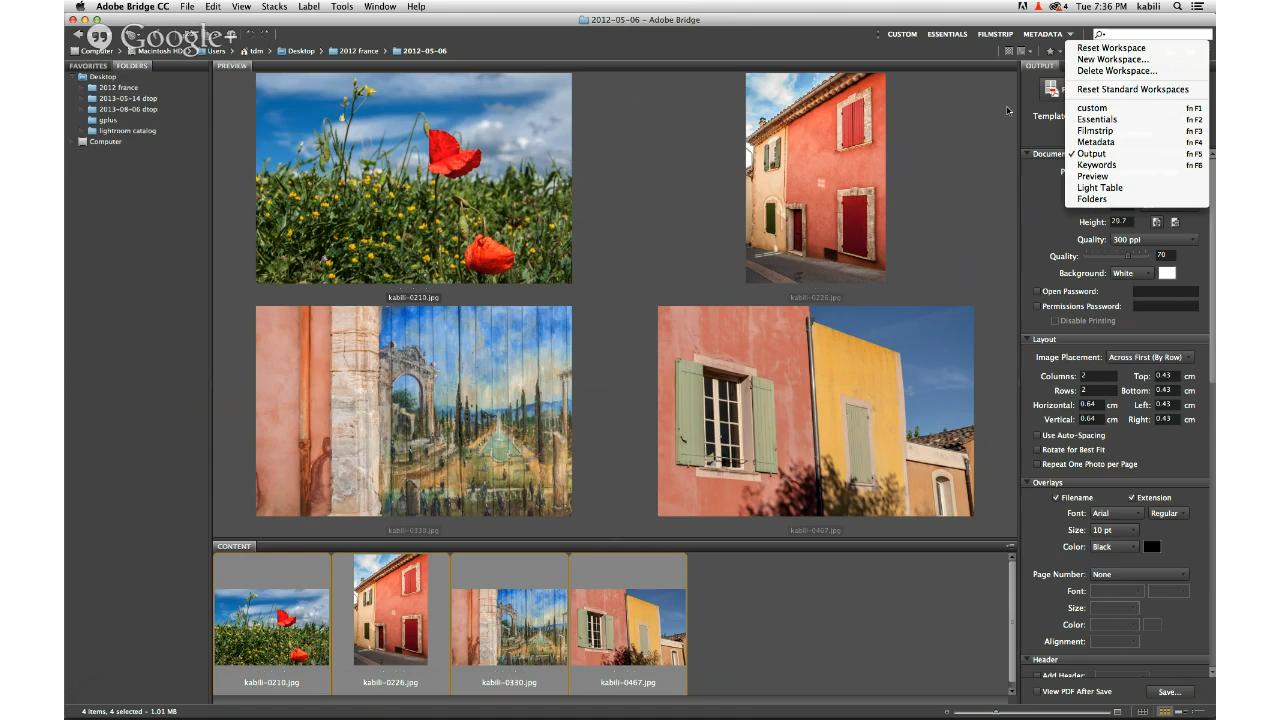 Adobe Bridge CC File Edit View Stacks Label Tools Window Help
4 Tue 7:36 PM kabili
2012-05-06 – Adobe Bridge
Google+
CUSTOM ESSENTIALS FILMSTRIP METADATA
Computer Macintosh HD Users tdm Desktop 2012 france 2012-05-06
Reset Workspace
New Workspace...
Delete Workspace...
Reset Standard Workspaces
custom fn F1
Essentials fn F2
Filmstrip fn F3
Metadata fn F4
Output fn F5
Keywords fn F6
Preview
Light Table
Folders
FAVORITES FOLDERS
Desktop
2012 france
2013-05-14 dtop
2013-08-06 dtop
gplus
lightroom catalog
Computer
PREVIEW
kabili-0210.jpg
kabili-0226.jpg
kabili-0330.jpg
kabili-0467.jpg
OUTPUT
Height: 29.7
Quality: 300 ppi
Quality: 70
Background: White
Open Password:
Permissions Password:
Disable Printing
Layout
Image Placement: Across First (By Row)
Columns: 2 Top: 0.43 cm
Rows: 2 Bottom: 0.43 cm
Horizontal: 0.64 cm Left: 0.43 cm
Vertical: 0.64 cm Right: 0.43 cm
Use Auto-Spacing
Rotate for Best Fit
Repeat One Photo per Page
Overlays
Filename Extension
Font: Arial Regular
Size: 10 pt
Color: Black
Page Number: None
Font:
Size:
Color:
Alignment:
Header
Add Header
View PDF After Save Save...
CONTENT
kabili-0210.jpg
kabili-0226.jpg
kabili-0330.jpg
kabili-0467.jpg
4 items, 4 selected - 1.01 MB